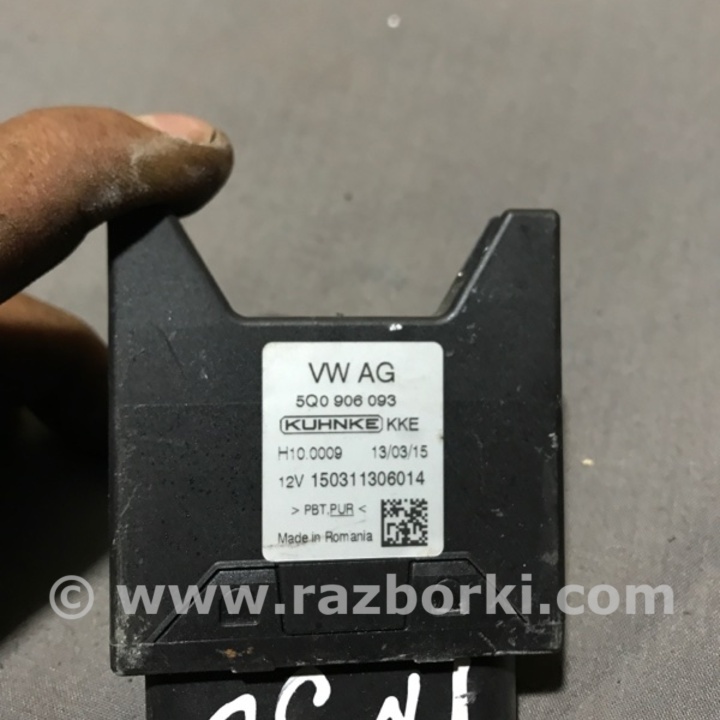 VW AG
5Q0 906 093
KUHNKE KKE
H10.0009 13/03/15
12V 150311306014
> PBT,PUR <
Made in Romania
© www.razborki.com